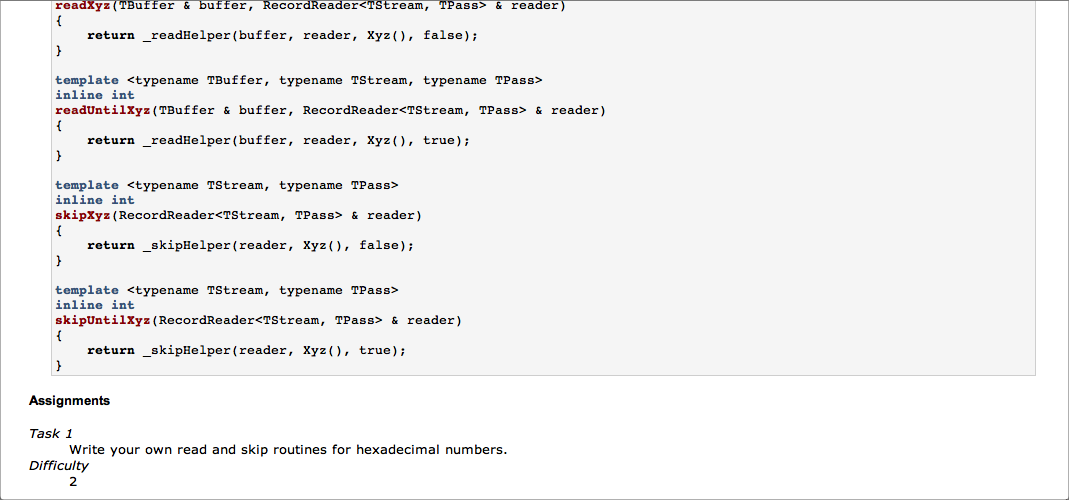 readXyz(TBuffer & buffer, RecordReader<TStream, TPass> & reader)
{
    return _readHelper(buffer, reader, Xyz(), false);
}
template <typename TBuffer, typename TStream, typename TPass>
inline int
readUntilXyz(TBuffer & buffer, RecordReader<TStream, TPass> & reader)
{
    return _readHelper(buffer, reader, Xyz(), true);
}
template <typename TStream, typename TPass>
inline int
skipXyz(RecordReader<TStream, TPass> & reader)
{
    return _skipHelper(reader, Xyz(), false);
}
template <typename TStream, typename TPass>
inline int
skipUntilXyz(RecordReader<TStream, TPass> & reader)
{
    return _skipHelper(reader, Xyz(), true);
}
Assignments
Task 1
Write your own read and skip routines for hexadecimal numbers.
Difficulty
2